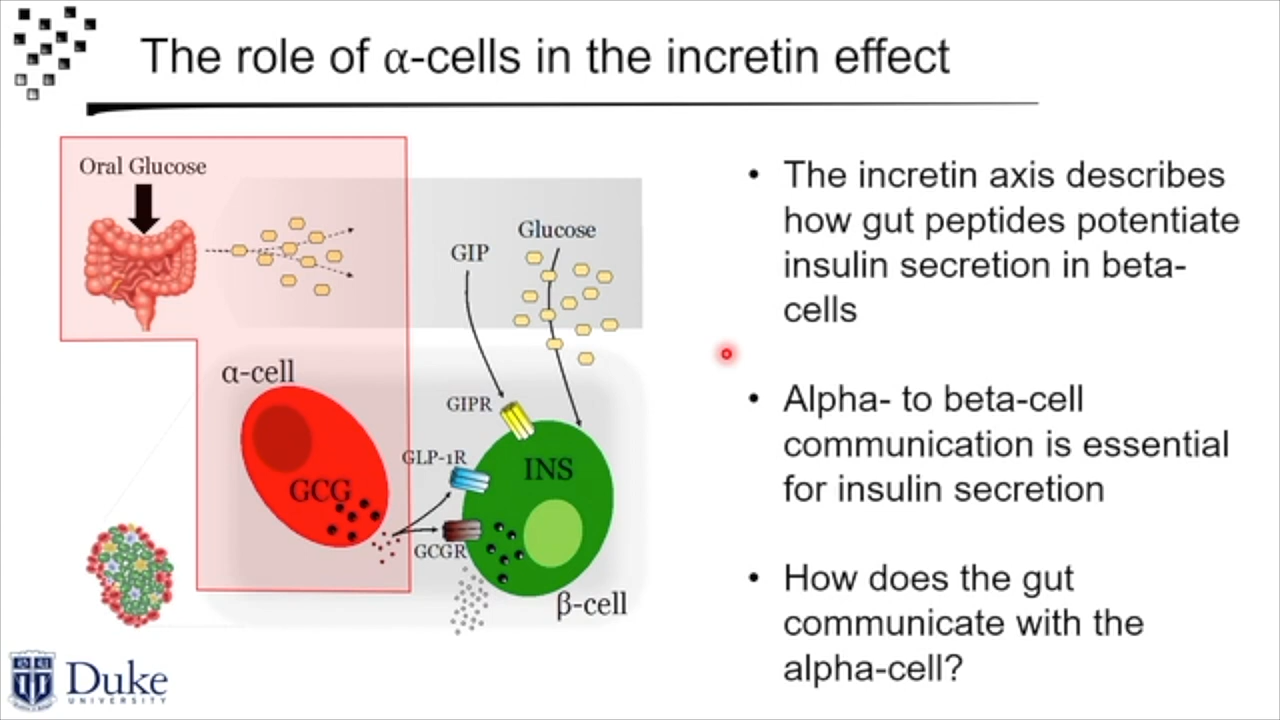 The role of α-cells in the incretin effect
Oral Glucose
GIP
Glucose
α-cell
GIPR
GLP-1R
GCG
INS
GCGR
β-cell
• The incretin axis describes
how gut peptides potentiate
insulin secretion in beta-
cells
• Alpha- to beta-cell
communication is essential
for insulin secretion
• How does the gut
communicate with the
alpha-cell?
Duke
UNIVERSITY